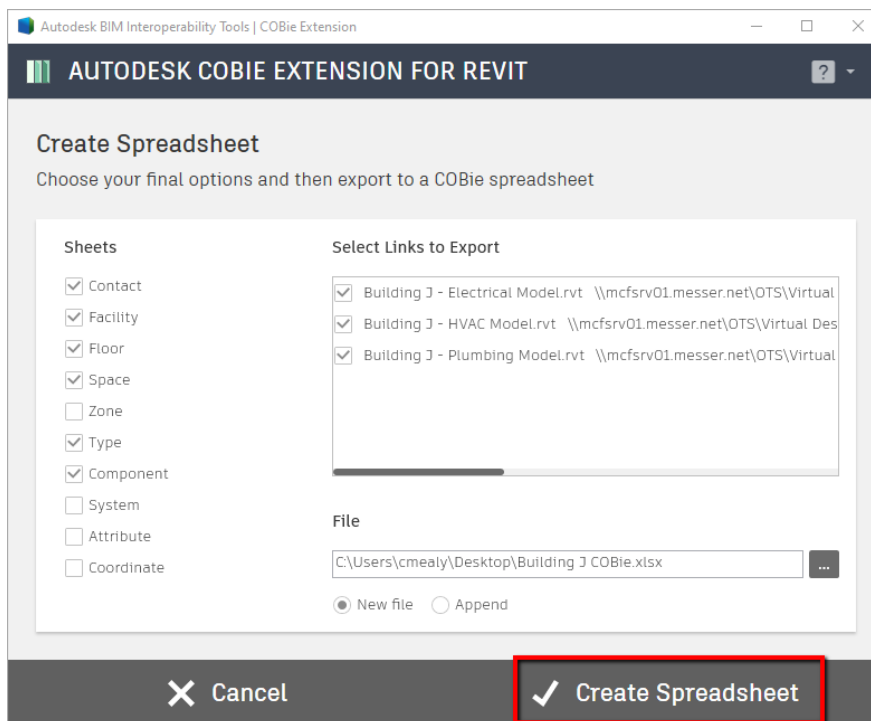 Autodesk BIM Interoperability Tools | COBie Extension
AUTODESK COBIE EXTENSION FOR REVIT
?
Create Spreadsheet
Choose your final options and then export to a COBie spreadsheet
Sheets
Contact
Facility
Floor
Space
Zone
Type
Component
System
Attribute
Coordinate
Select Links to Export
Building J - Electrical Model.rvt \\mcfsrv01.messer.net\OTS\Virtual
Building J - HVAC Model.rvt \\mcfsrv01.messer.net\OTS\Virtual Des
Building J - Plumbing Model.rvt \\mcfsrv01.messer.net\OTS\Virtual
File
C:\Users\cmealy\Desktop\Building J COBie.xlsx
...
New file Append
Cancel
Create Spreadsheet